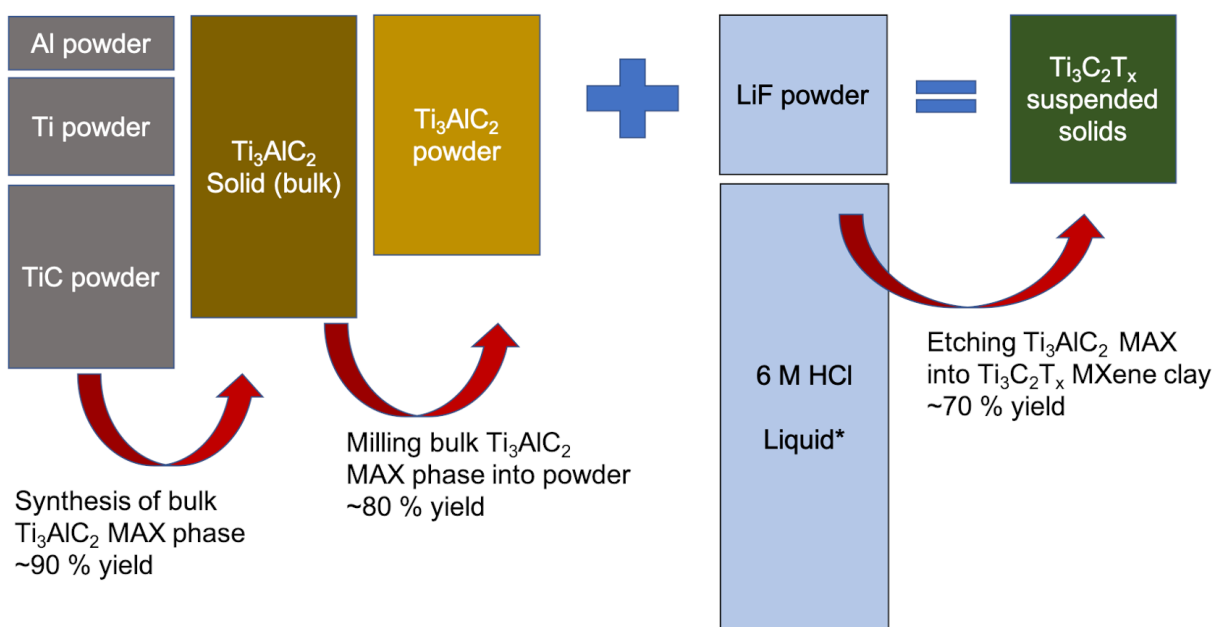 Al powder
Ti powder
TiC powder
Ti₃AlC₂
Solid (bulk)
Ti₃AlC₂
powder
LiF powder
6 M HCl
Liquid*
Ti₃C₂Tₓ
suspended
solids
Synthesis of bulk
Ti₃AlC₂ MAX phase
~90 % yield
Milling bulk Ti₃AlC₂
MAX phase into powder
~80 % yield
Etching Ti₃AlC₂ MAX
into Ti₃C₂Tₓ MXene clay
~70 % yield